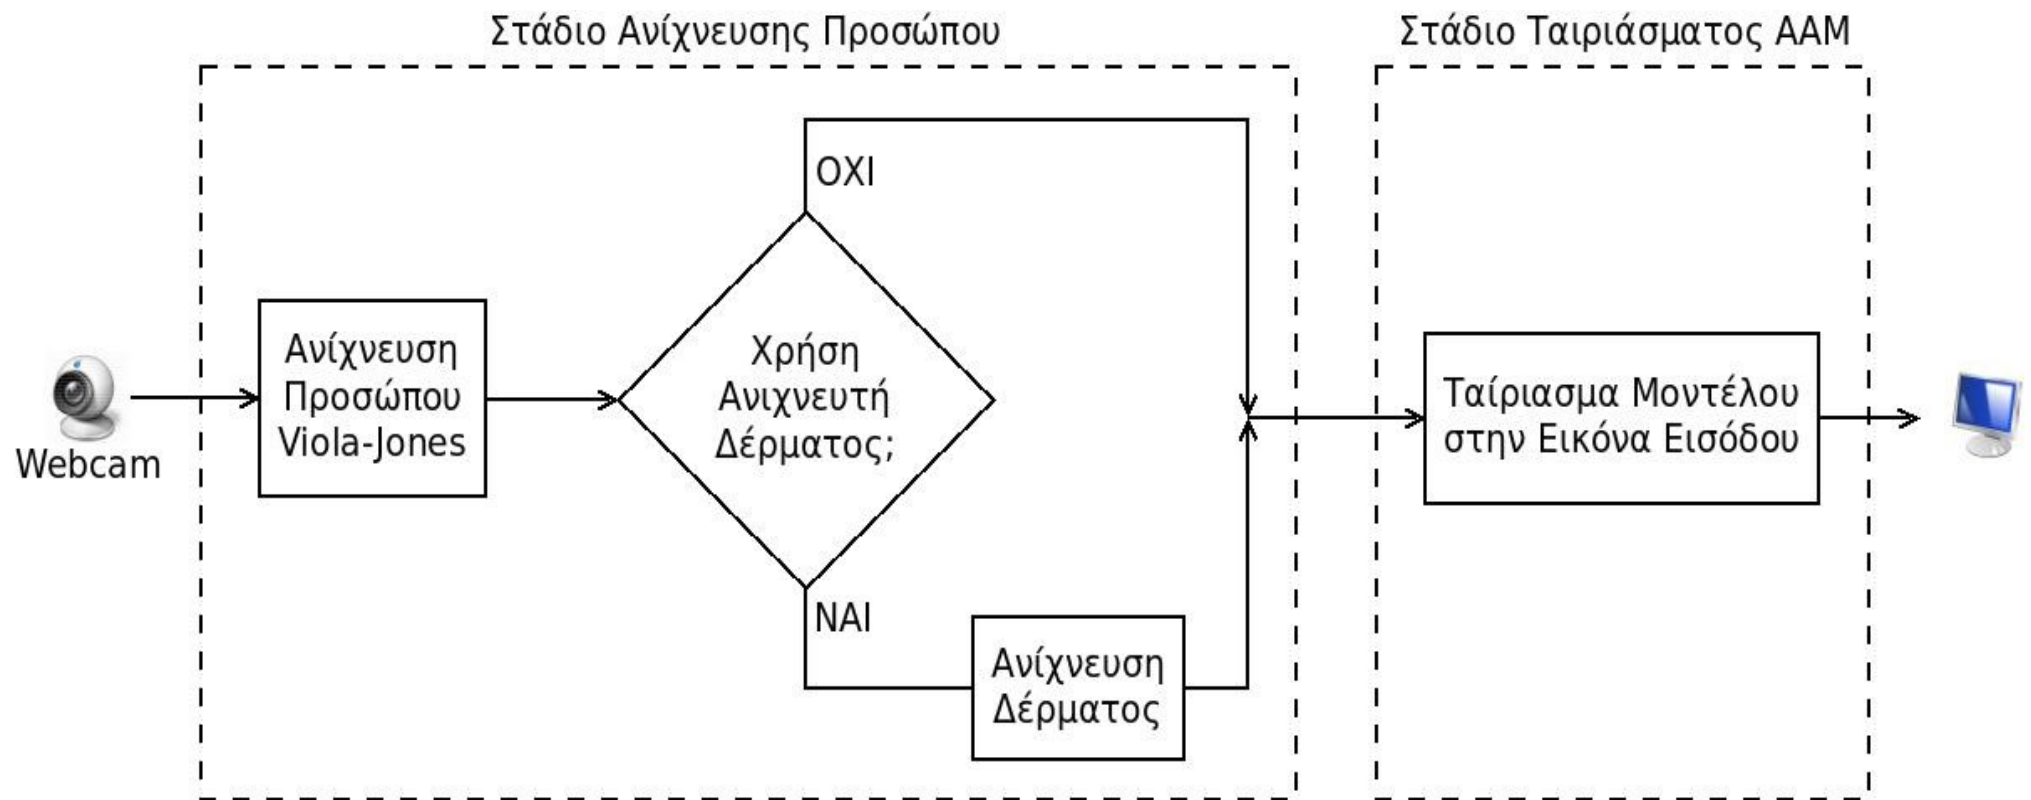 Στάδιο Ανίχνευσης Προσώπου
Στάδιο Ταιριάσματος ΑΑΜ
Webcam
Ανίχνευση
Προσώπου
Viola-Jones
ΟΧΙ
Χρήση
Ανιχνευτή
Δέρματος;
ΝΑΙ
Ανίχνευση
Δέρματος
Ταίριασμα Μοντέλου
στην Εικόνα Εισόδου